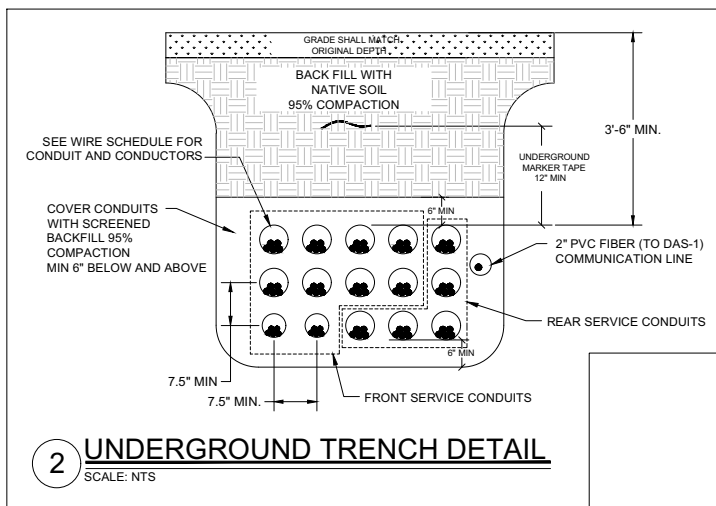 GRADE SHALL MATCH
ORIGINAL DEPTH
BACK FILL WITH
NATIVE SOIL
95% COMPACTION
3'-6" MIN.
SEE WIRE SCHEDULE FOR
CONDUIT AND CONDUCTORS
UNDERGROUND
MARKER TAPE
12" MIN
COVER CONDUITS
WITH SCREENED
BACKFILL 95%
COMPACTION
MIN 6" BELOW AND ABOVE
6" MIN
2" PVC FIBER (TO DAS-1)
COMMUNICATION LINE
REAR SERVICE CONDUITS
6" MIN
7.5" MIN
7.5" MIN.
FRONT SERVICE CONDUITS
2
UNDERGROUND TRENCH DETAIL
SCALE: NTS